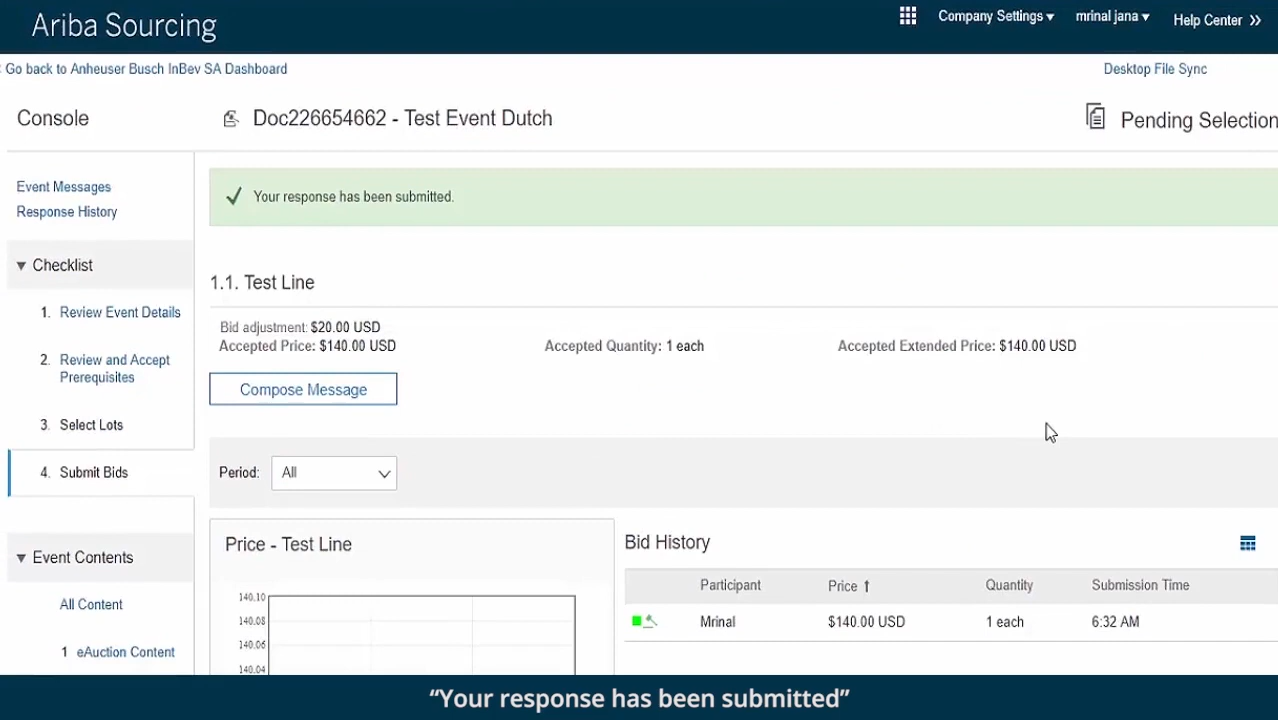 Ariba Sourcing
Company Settings
mrinal jana
Help Center »
Go back to Anheuser Busch InBev SA Dashboard
Desktop File Sync
Console
Doc226654662 - Test Event Dutch
Pending Selection
Event Messages
Response History
Your response has been submitted.
Checklist
1. Review Event Details
2. Review and Accept
Prerequisites
3. Select Lots
4. Submit Bids
Event Contents
All Content
1 eAuction Content
1.1. Test Line
Bid adjustment: $20.00 USD
Accepted Price: $140.00 USD
Accepted Quantity: 1 each
Accepted Extended Price: $140.00 USD
Compose Message
Period: All
Price - Test Line
140.10
140.08
140.06
140.04
Bid History
Participant Price ↑ Quantity Submission Time
Mrinal $140.00 USD 1 each 6:32 AM
“Your response has been submitted”